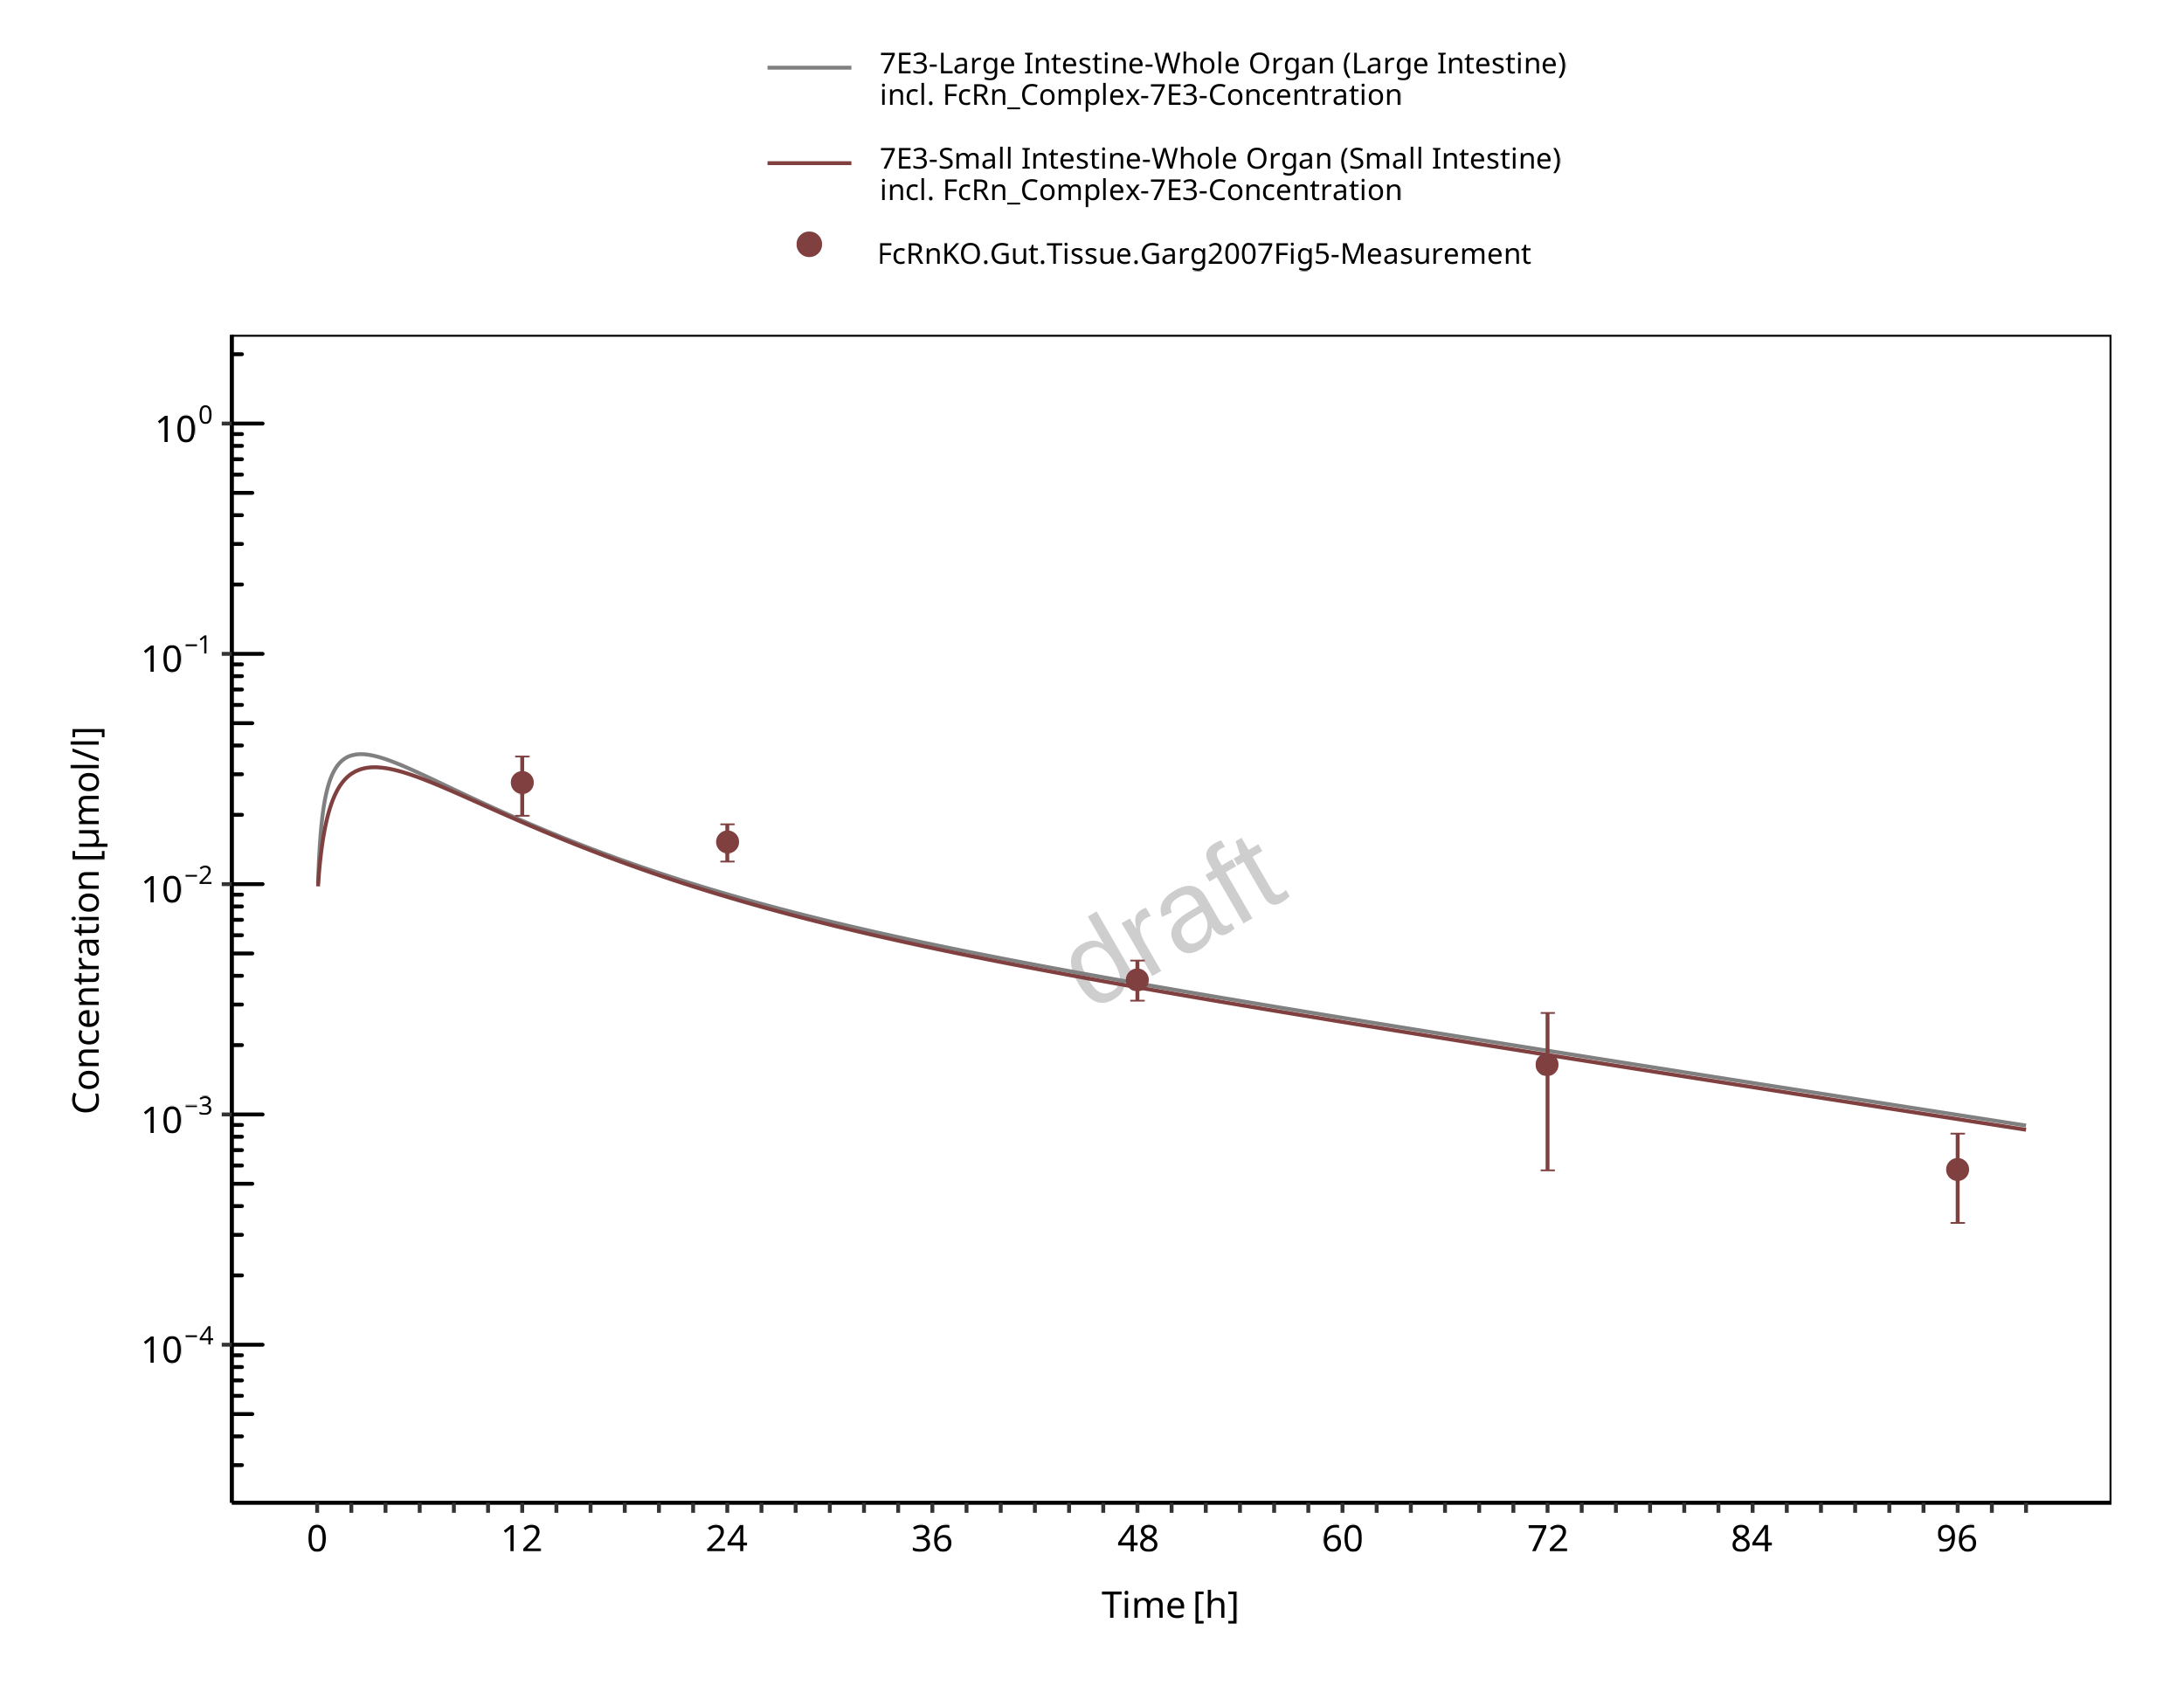 7E3-Large Intestine-Whole Organ (Large Intestine)
incl. FcRn_Complex-7E3-Concentration
7E3-Small Intestine-Whole Organ (Small Intestine)
incl. FcRn_Complex-7E3-Concentration
FcRnKO.Gut.Tissue.Garg2007Fig5-Measurement
10⁰
10⁻¹
10⁻²
10⁻³
10⁻⁴
Concentration [µmol/l]
draft
0 12 24 36 48 60 72 84 96
Time [h]